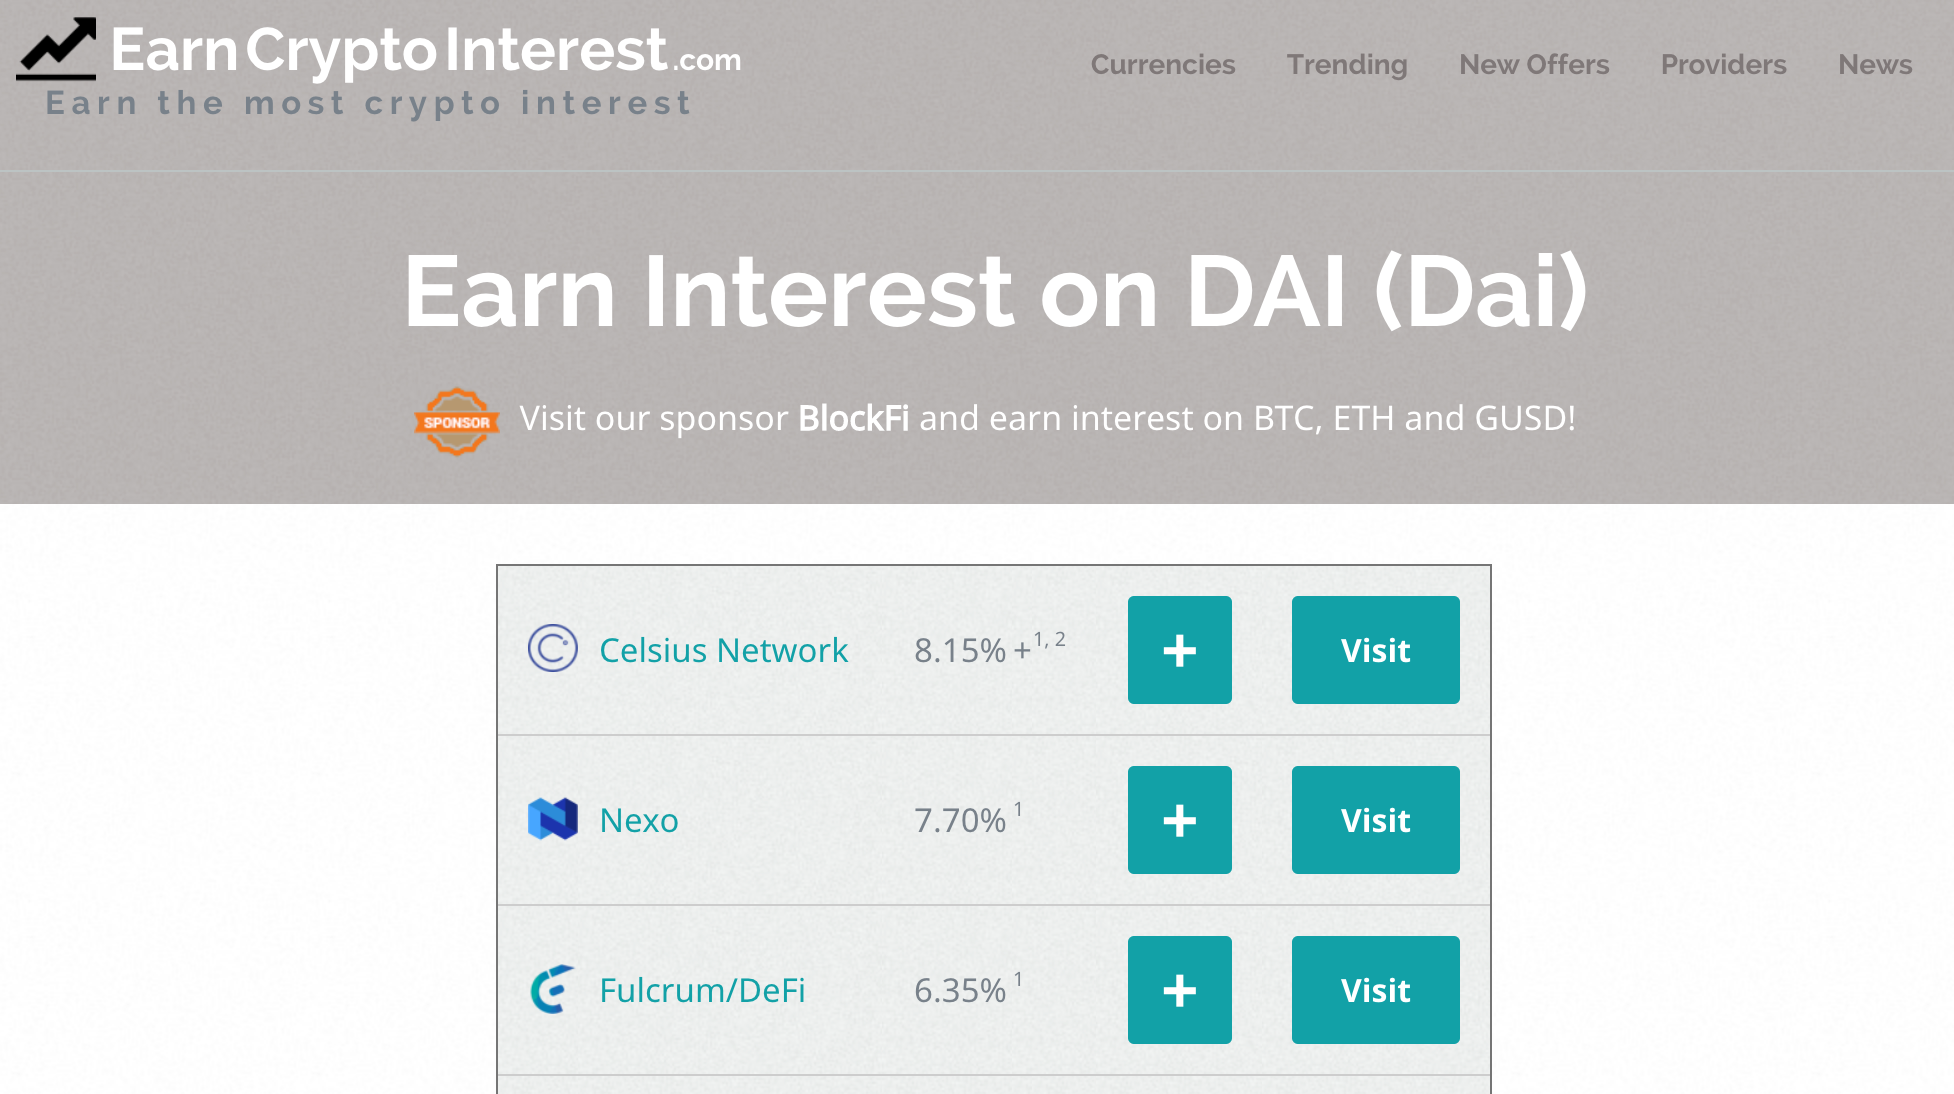 EarnCryptoInterest.com
Earn the most crypto interest
Currencies Trending New Offers Providers News
Earn Interest on DAI (Dai)
SPONSOR Visit our sponsor BlockFi and earn interest on BTC, ETH and GUSD!
Celsius Network 8.15% +1, 2 + Visit
Nexo 7.70% 1 + Visit
Fulcrum/DeFi 6.35% 1 + Visit